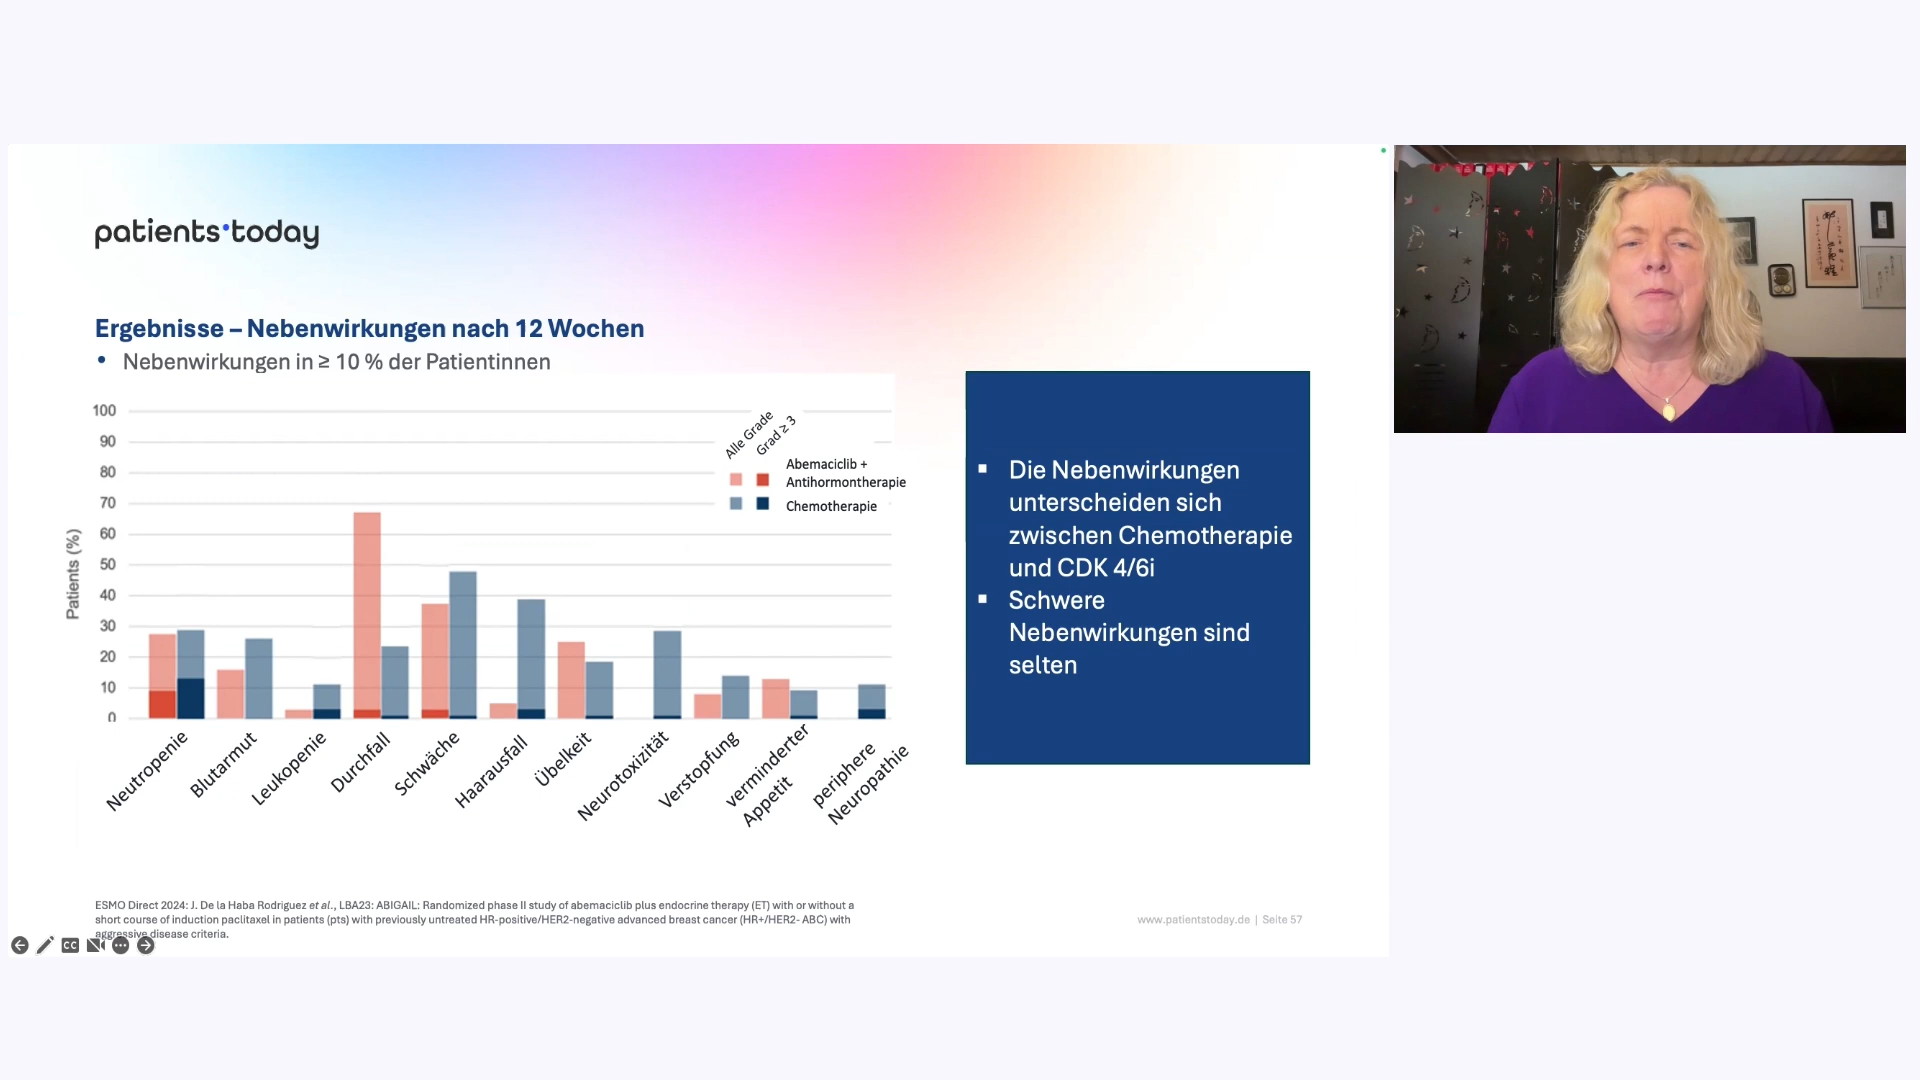 patients•today
Ergebnisse – Nebenwirkungen nach 12 Wochen
• Nebenwirkungen in ≥ 10 % der Patientinnen
Patients (%)
100
90
80
70
60
50
40
30
20
10
0
Alle Grade
Grad ≥ 3
Abemaciclib +
Antihormontherapie
Chemotherapie
Neutropenie
Blutarmut
Leukopenie
Durchfall
Schwäche
Haarausfall
Übelkeit
Neurotoxizität
Verstopfung
verminderter
Appetit
periphere
Neuropathie
▪ Die Nebenwirkungen
unterscheiden sich
zwischen Chemotherapie
und CDK 4/6i
▪ Schwere
Nebenwirkungen sind
selten
ESMO Direct 2024: J. De la Haba Rodriguez et al., LBA23: ABIGAIL: Randomized phase II study of abemaciclib plus endocrine therapy (ET) with or without a
short course of induction paclitaxel in patients (pts) with previously untreated HR-positive/HER2-negative advanced breast cancer (HR+/HER2- ABC) with
aggressive disease criteria.
www.patientstoday.de | Seite 57
CC